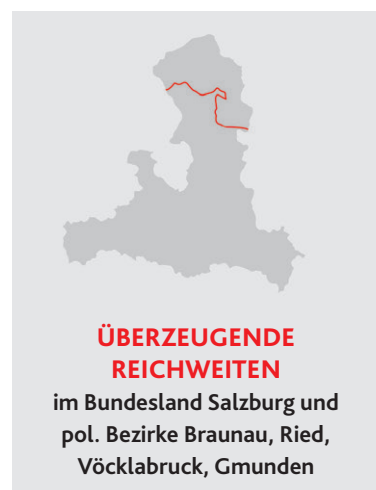 ÜBERZEUGENDE
REICHWEITEN
im Bundesland Salzburg und
pol. Bezirke Braunau, Ried,
Vöcklabruck, Gmunden